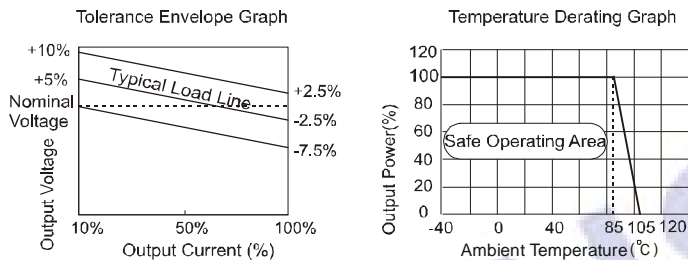 Tolerance Envelope Graph
+10%
+5%
Nominal
Voltage
Typical Load Line
+2.5%
-2.5%
-7.5%
Output Voltage
10%
50%
100%
Output Current (%)
Temperature Derating Graph
120
100
80
60
40
20
0
Output Power(%)
Safe Operating Area
-40
0
40
85
105
120
Ambient Temperature(℃)